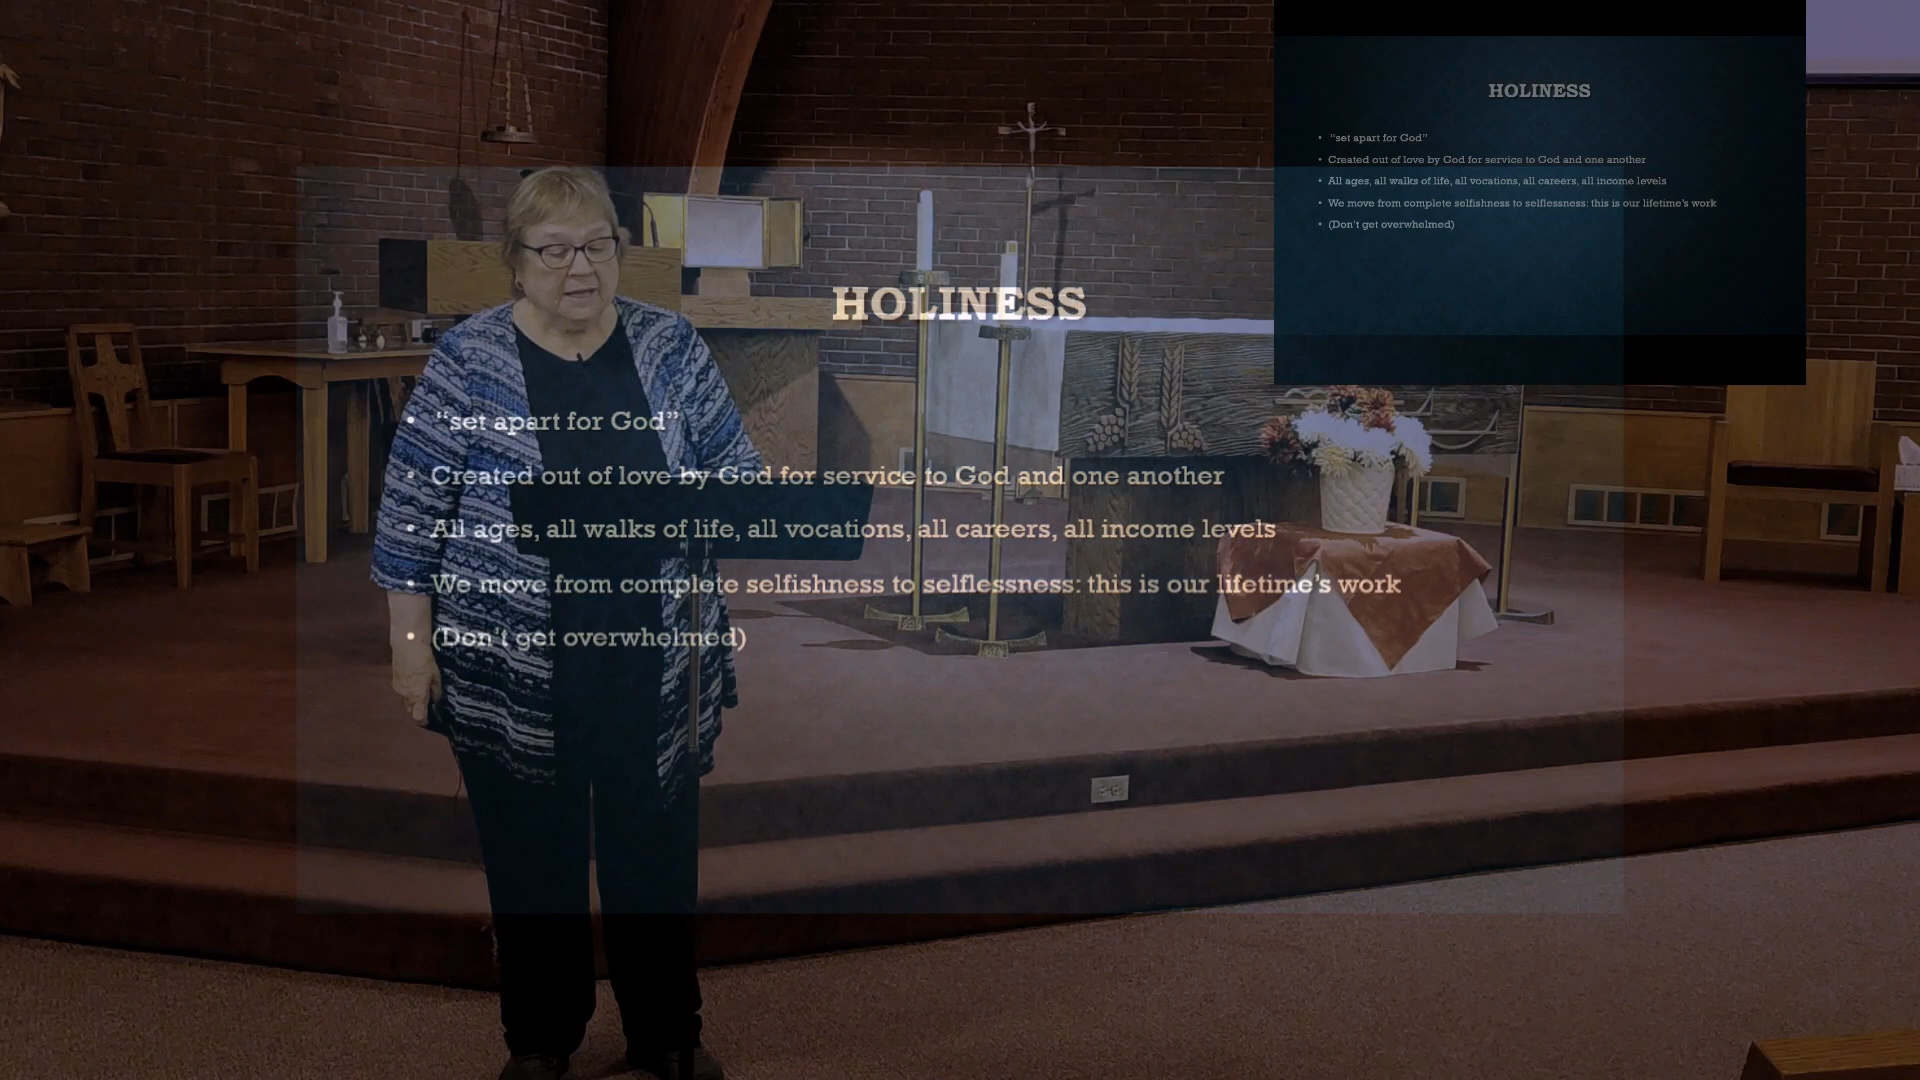 HOLINESS
• “set apart for God”
• Created out of love by God for service to God and one another
• All ages, all walks of life, all vocations, all careers, all income levels
• We move from complete selfishness to selflessness: this is our lifetime’s work
• (Don’t get overwhelmed)
HOLINESS
• “set apart for God”
• Created out of love by God for service to God and one another
• All ages, all walks of life, all vocations, all careers, all income levels
• We move from complete selfishness to selflessness: this is our lifetime’s work
• (Don’t get overwhelmed)